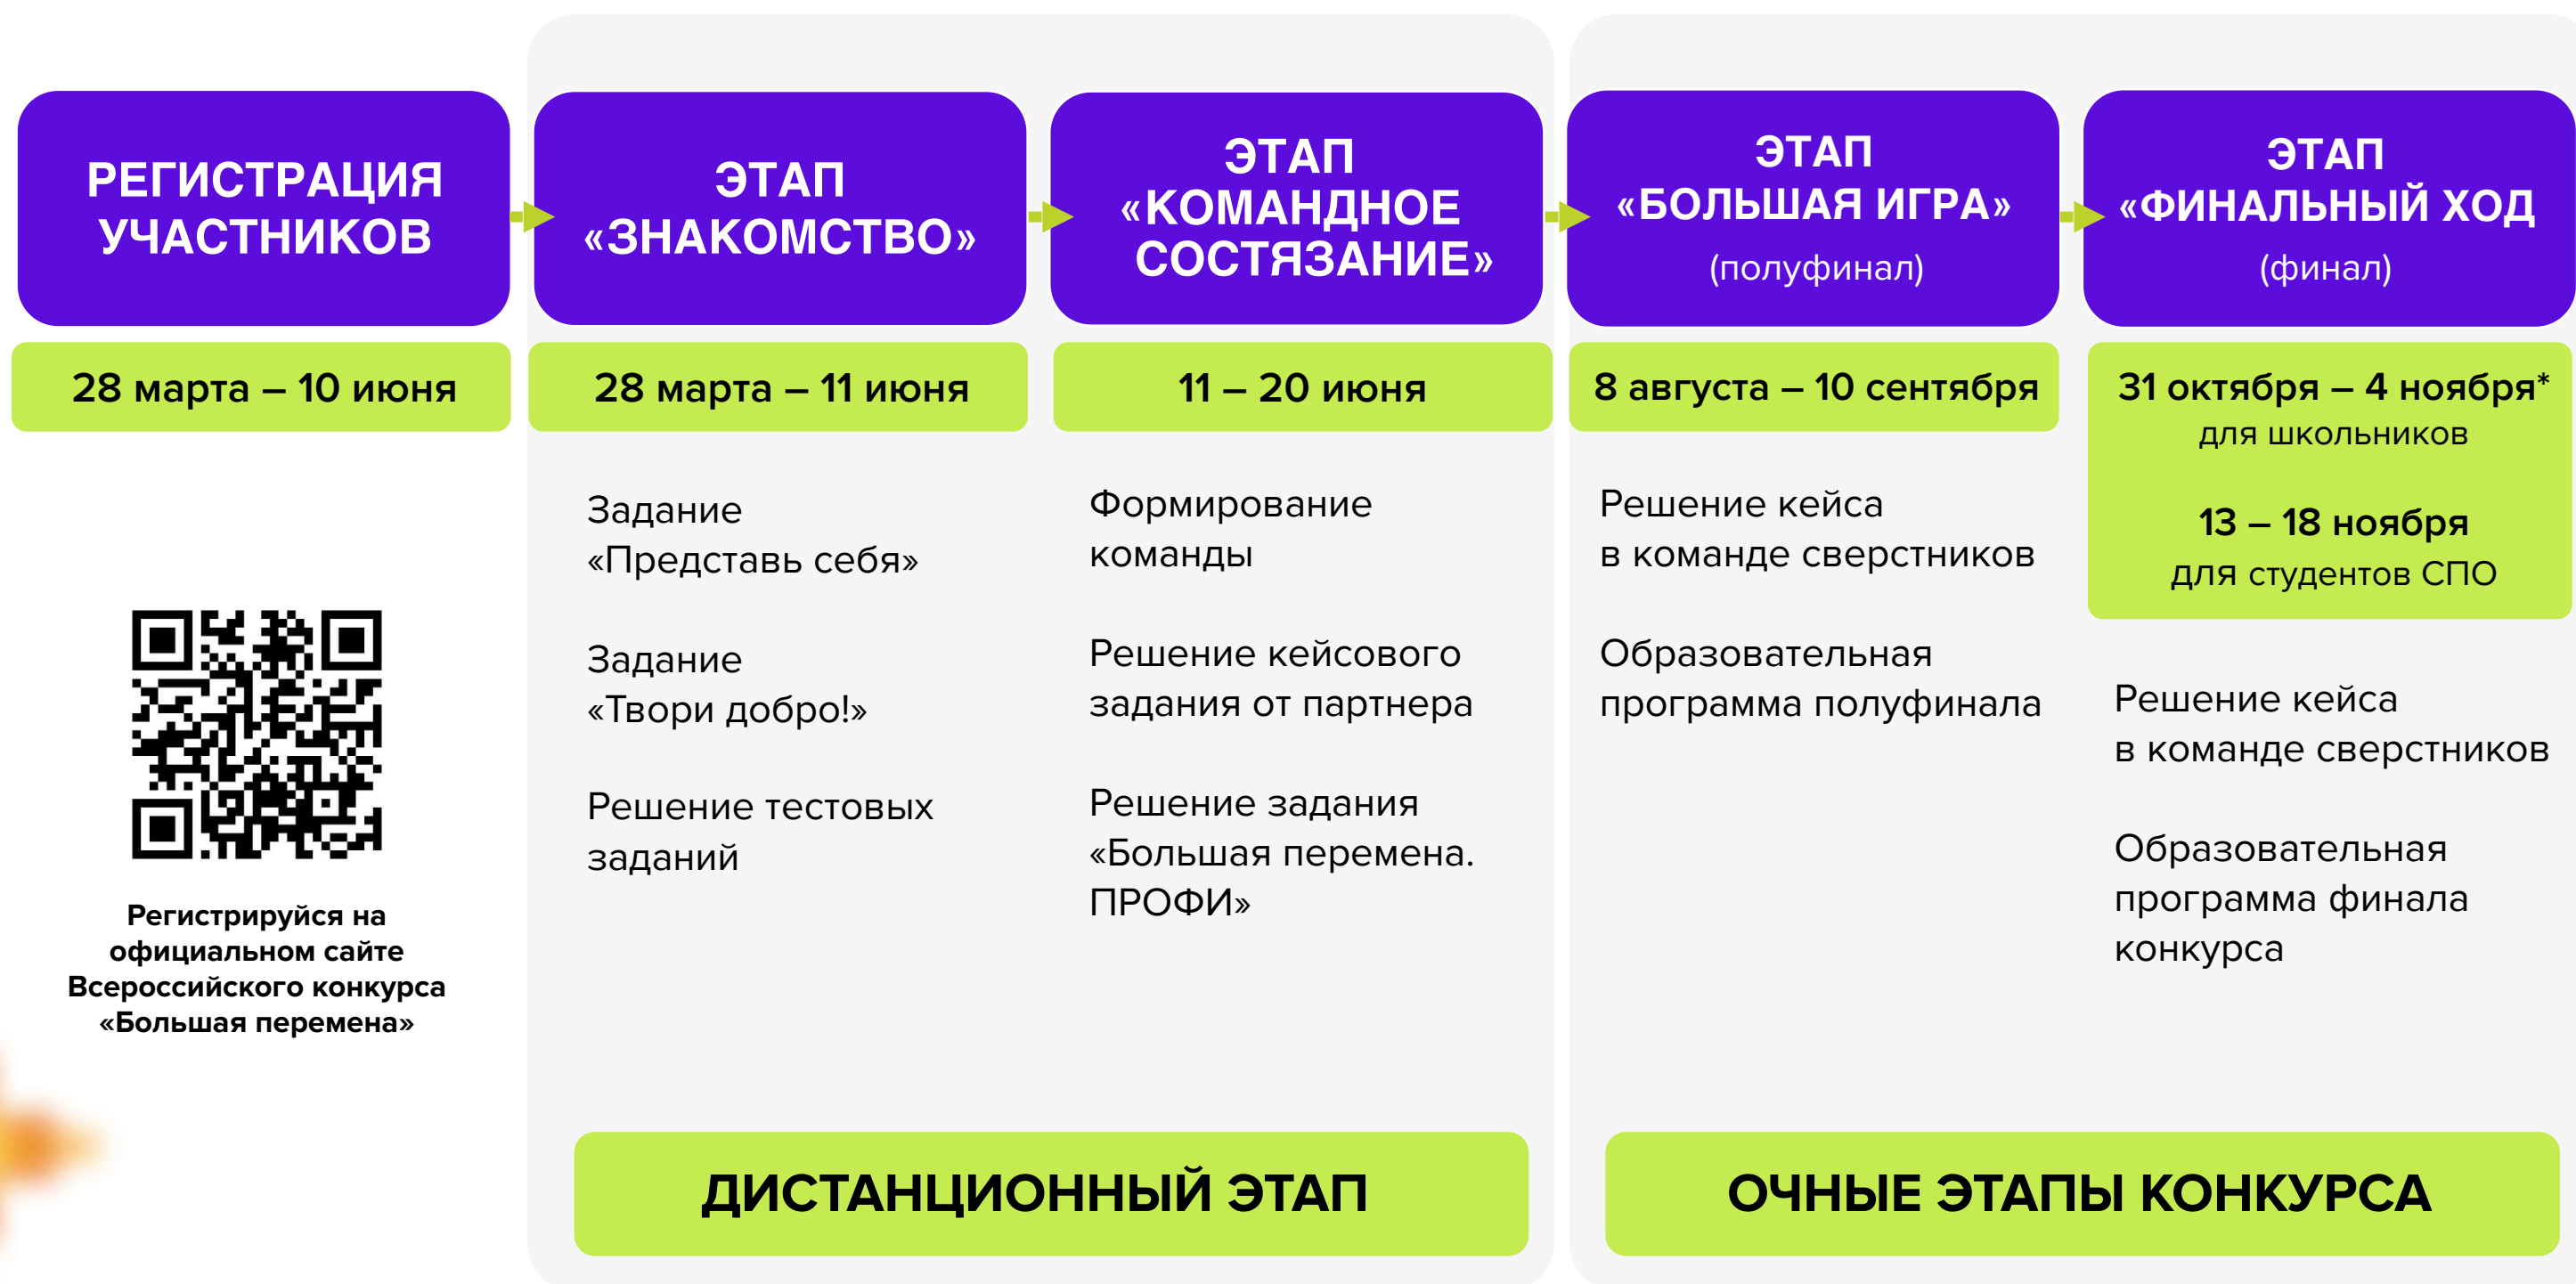 РЕГИСТРАЦИЯ
УЧАСТНИКОВ
28 марта – 10 июня
Регистрируйся на
официальном сайте
Всероссийского конкурса
«Большая перемена»
ЭТАП
«ЗНАКОМСТВО»
28 марта – 11 июня
Задание
«Представь себя»
Задание
«Твори добро!»
Решение тестовых
заданий
ЭТАП
«КОМАНДНОЕ
СОСТЯЗАНИЕ»
11 – 20 июня
Формирование
команды
Решение кейсового
задания от партнера
Решение задания
«Большая перемена.
ПРОФИ»
ДИСТАНЦИОННЫЙ ЭТАП
ЭТАП
«БОЛЬШАЯ ИГРА»
(полуфинал)
8 августа – 10 сентября
Решение кейса
в команде сверстников
Образовательная
программа полуфинала
ЭТАП
«ФИНАЛЬНЫЙ ХОД
(финал)
31 октября – 4 ноября*
для школьников
13 – 18 ноября
для студентов СПО
Решение кейса
в команде сверстников
Образовательная
программа финала
конкурса
ОЧНЫЕ ЭТАПЫ КОНКУРСА